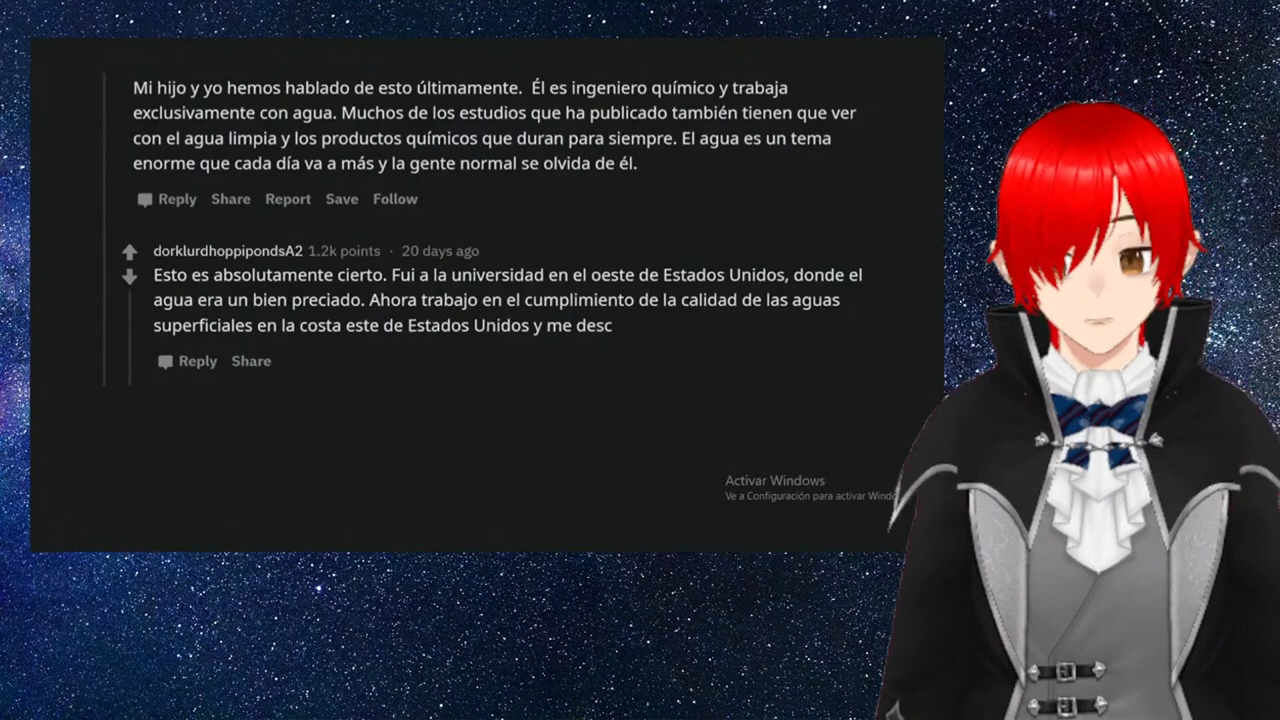 Mi hijo y yo hemos hablado de esto últimamente.  Él es ingeniero químico y trabaja
exclusivamente con agua. Muchos de los estudios que ha publicado también tienen que ver
con el agua limpia y los productos químicos que duran para siempre. El agua es un tema
enorme que cada día va a más y la gente normal se olvida de él.
Reply Share Report Save Follow
dorklurdhoppipondsA2 1.2k points · 20 days ago
Esto es absolutamente cierto. Fui a la universidad en el oeste de Estados Unidos, donde el
agua era un bien preciado. Ahora trabajo en el cumplimiento de la calidad de las aguas
superficiales en la costa este de Estados Unidos y me desc
Reply Share
Activar Windows
Ve a Configuración para activar Windo